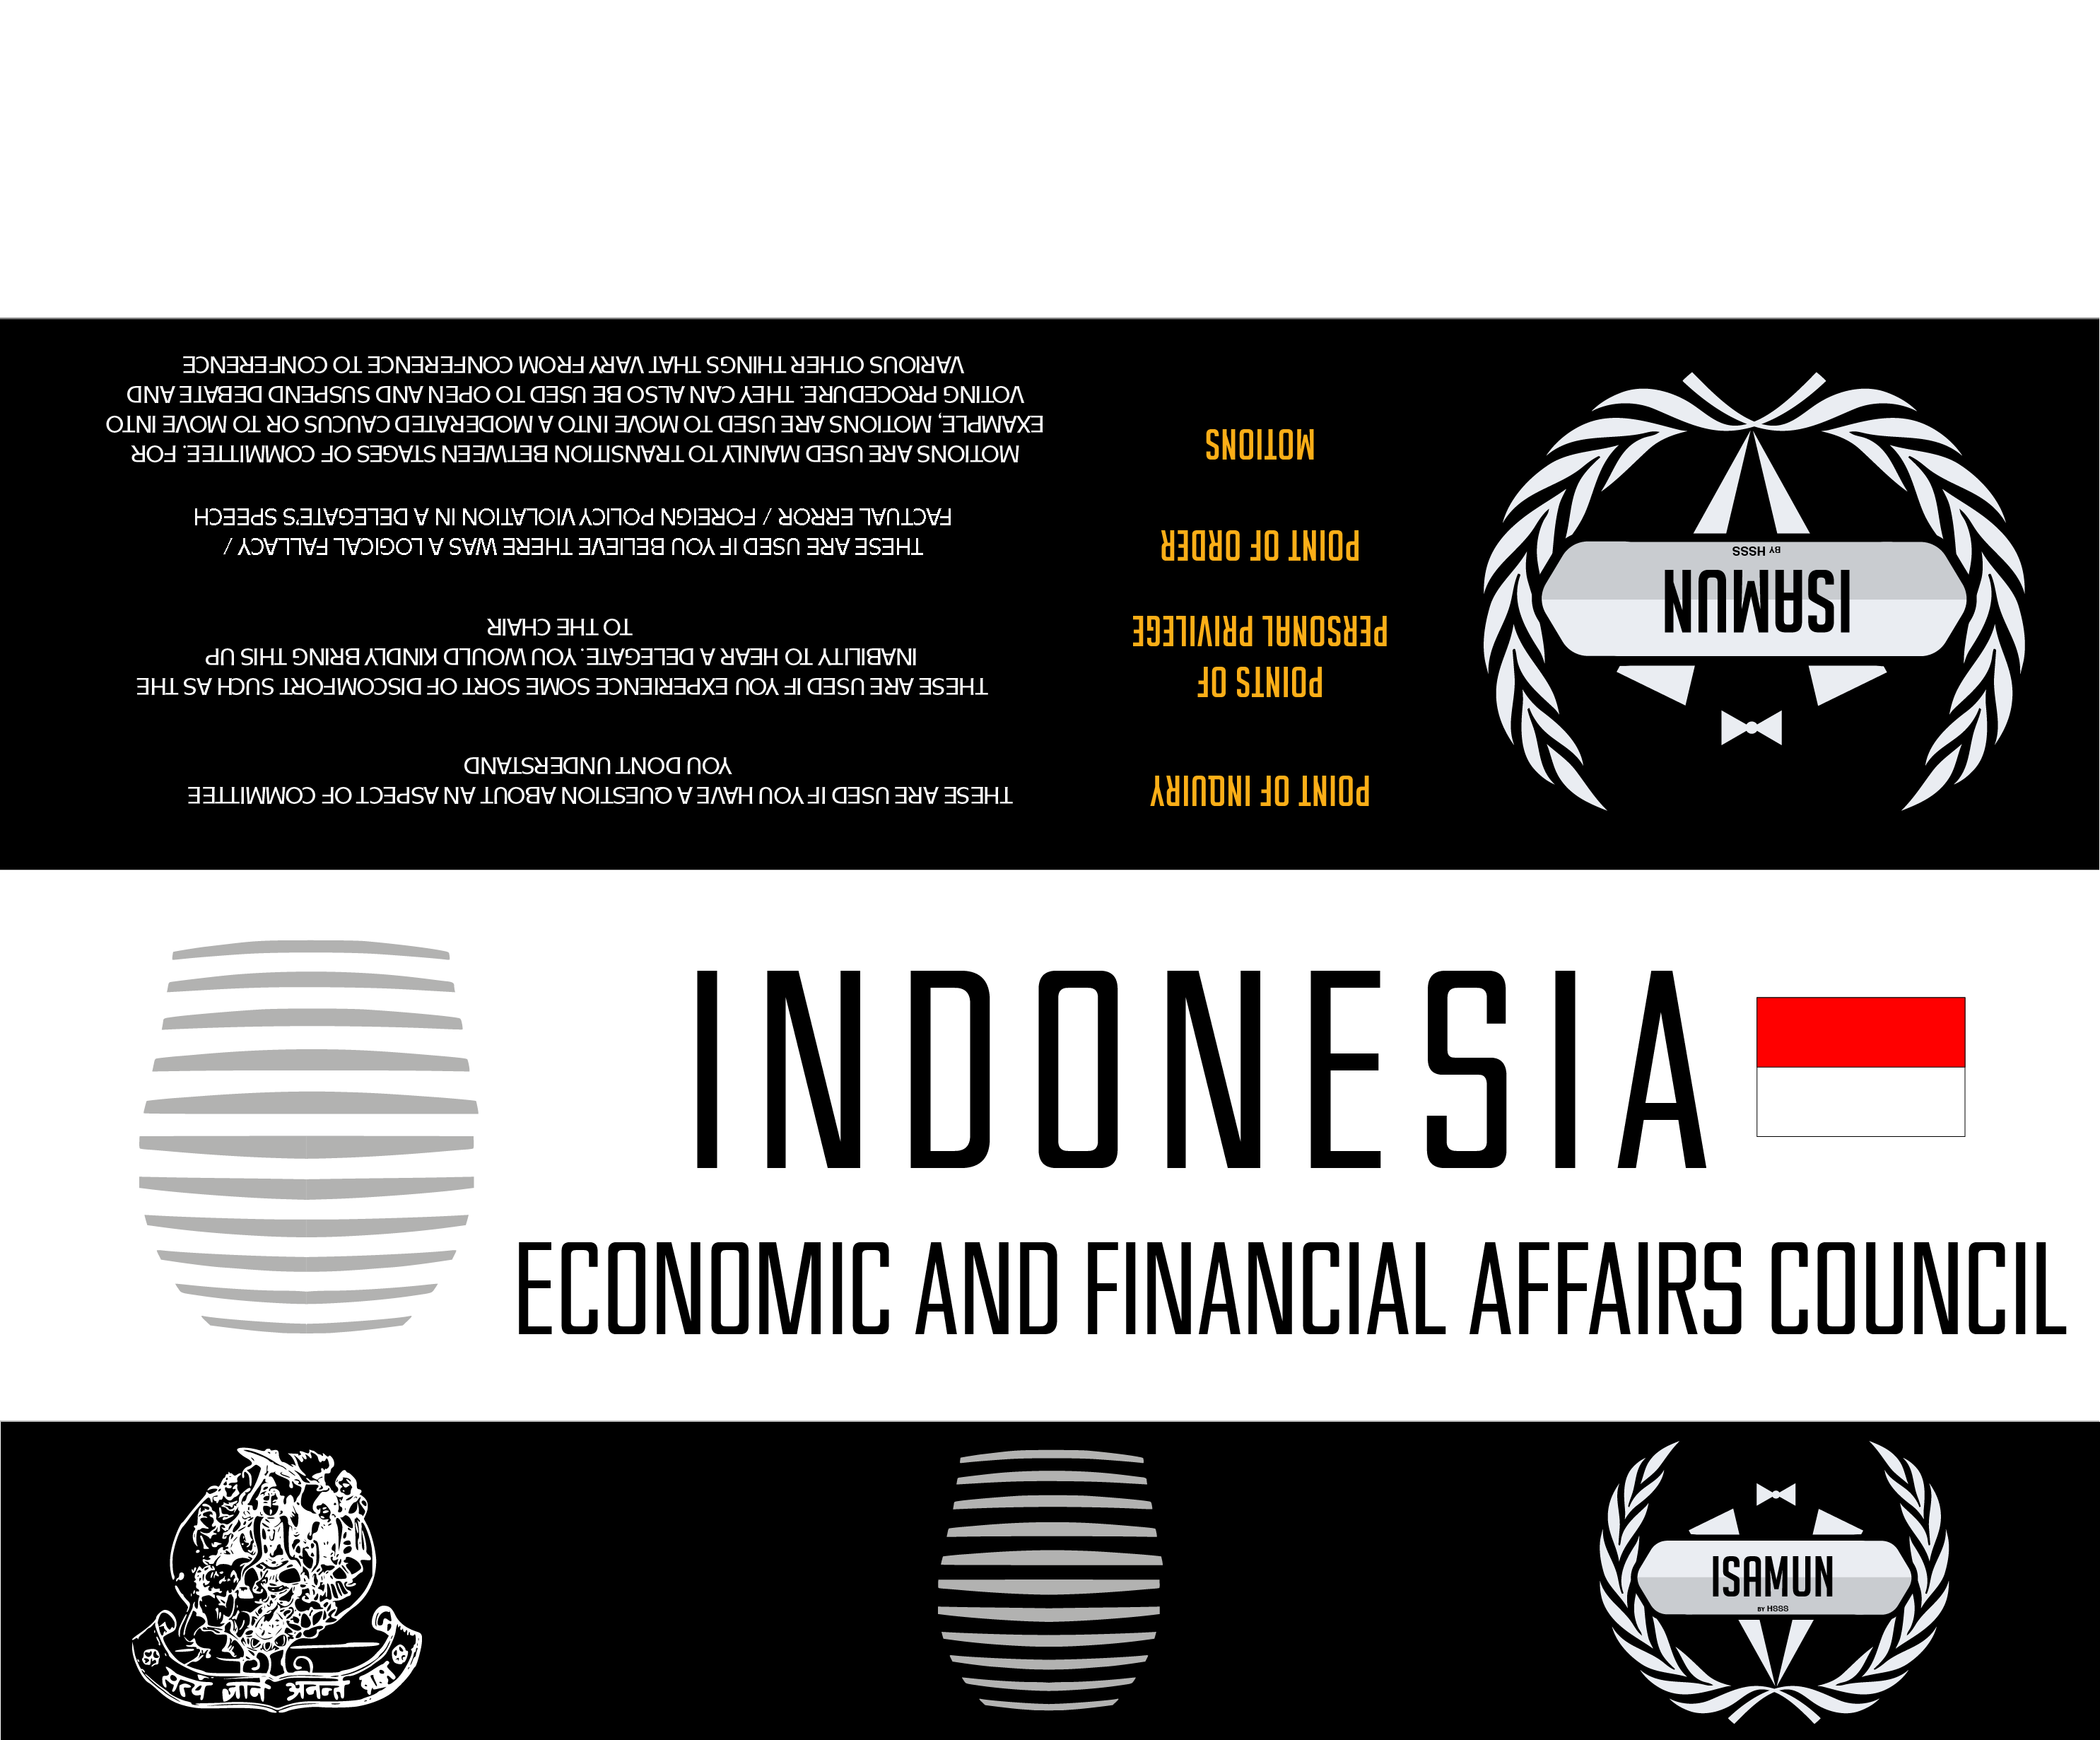 ISAMUN
BY HSSS
POINT OF INQUIRY
THESE ARE USED IF YOU HAVE A QUESTION ABOUT AN ASPECT OF COMMITTEE
YOU DON'T UNDERSTAND
POINTS OF
PERSONAL PRIVILEGE
THESE ARE USED IF YOU EXPERIENCE SOME SORT OF DISCOMFORT SUCH AS THE
INABILITY TO HEAR A DELEGATE. YOU WOULD KINDLY BRING THIS UP
TO THE CHAIR
POINT OF ORDER
THESE ARE USED IF YOU BELIEVE THERE WAS A LOGICAL FALLACY /
FACTUAL ERROR / FOREIGN POLICY VIOLATION IN A DELEGATE'S SPEECH
MOTIONS
MOTIONS ARE USED MAINLY TO TRANSITION BETWEEN STAGES OF COMMITTEE. FOR
EXAMPLE, MOTIONS ARE USED TO MOVE INTO A MODERATED CAUCUS OR TO MOVE INTO
VOTING PROCEDURE. THEY CAN ALSO BE USED TO OPEN AND SUSPEND DEBATE AND
VARIOUS OTHER THINGS THAT VARY FROM CONFERENCE TO CONFERENCE
INDONESIA
ECONOMIC AND FINANCIAL AFFAIRS COUNCIL
सत्यं ज्ञानं अनन्तं
ISAMUN
BY HSSS